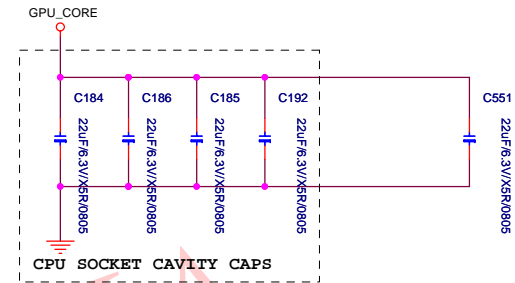 GPU_CORE
C184
C186
C185
C192
C551
22uF/6.3V/X5R/0805
22uF/6.3V/X5R/0805
22uF/6.3V/X5R/0805
22uF/6.3V/X5R/0805
22uF/6.3V/X5R/0805
CPU SOCKET CAVITY CAPS